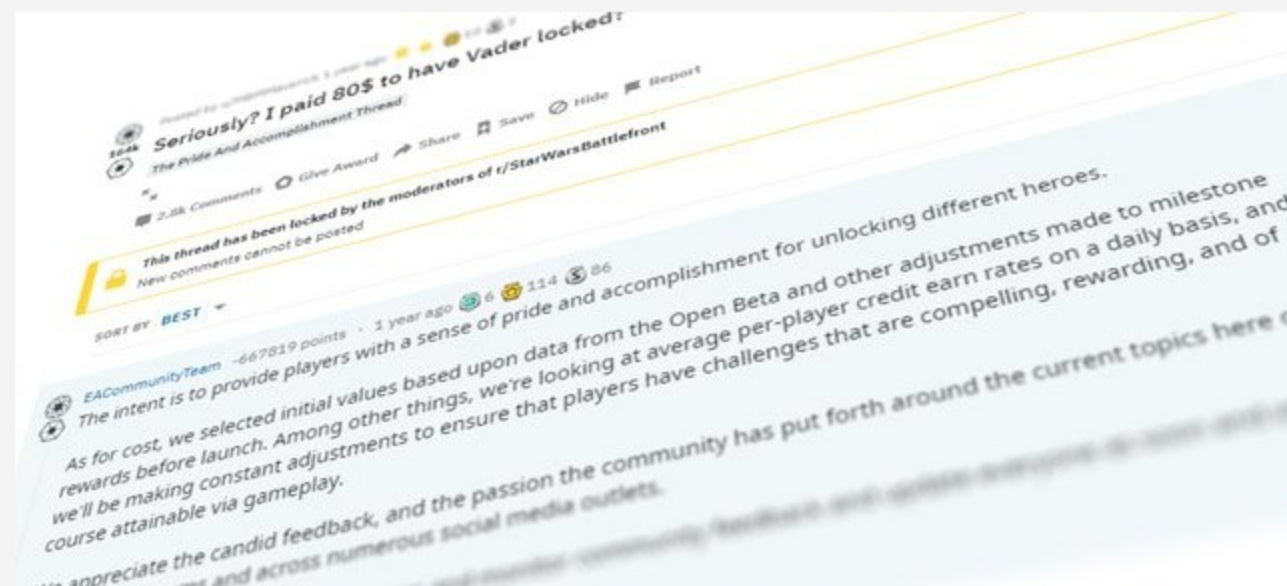 1 year ago
Seriously? I paid 80$ to have Vader locked?
164k
The Pride And Accomplishment Thread
2.8k Comments Give Award Share Save Hide Report
This thread has been locked by the moderators of r/StarWarsBattlefront
New comments cannot be posted
SORT BY BEST
EACommunityTeam -667819 points · 1 year ago 6 114 86
The intent is to provide players with a sense of pride and accomplishment for unlocking different heroes.
As for cost, we selected initial values based upon data from the Open Beta and other adjustments made to milestone
rewards before launch. Among other things, we're looking at average per-player credit earn rates on a daily basis, and
we'll be making constant adjustments to ensure that players have challenges that are compelling, rewarding, and of
course attainable via gameplay.
appreciate the candid feedback, and the passion the community has put forth around the current topics here
and across numerous social media outlets.